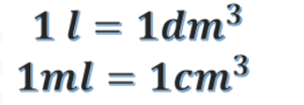 1 l = 1dm³
1ml = 1cm³